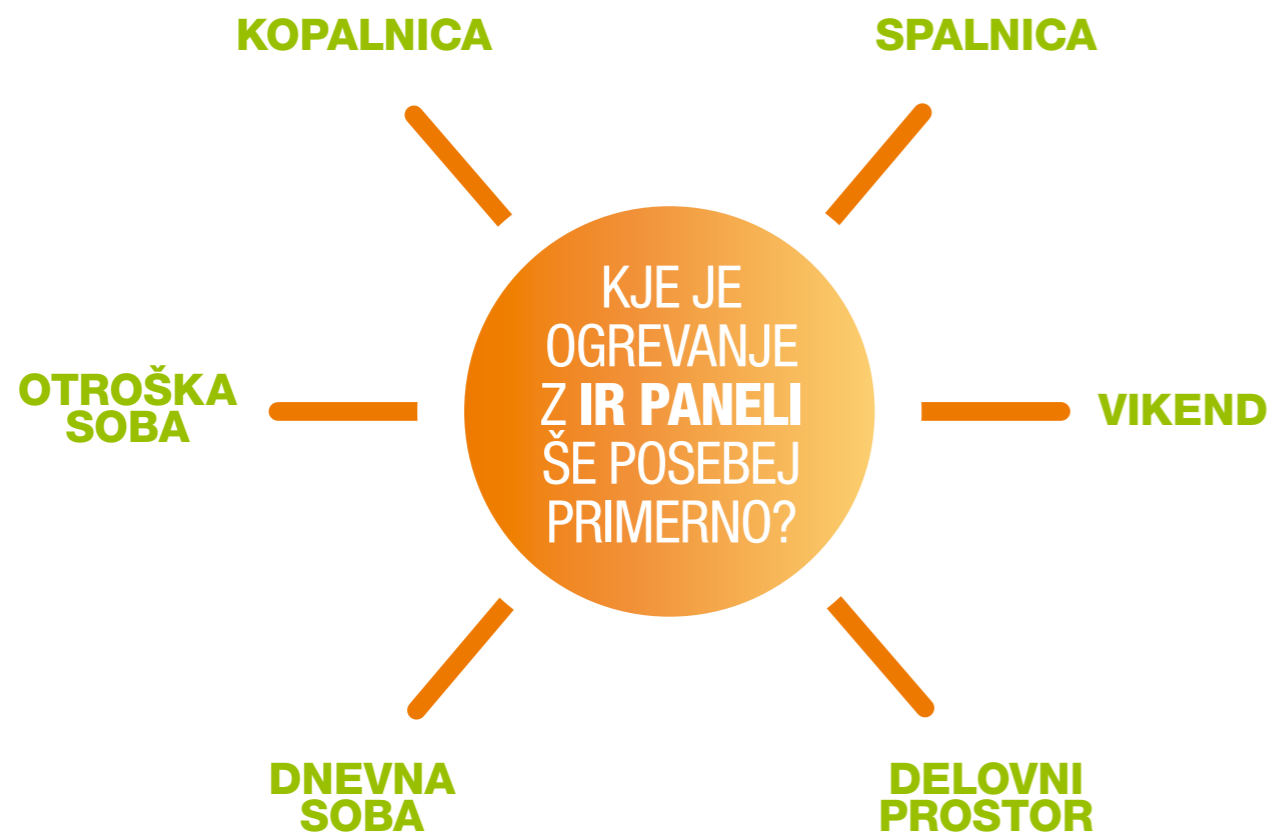 KOPALNICA
SPALNICA
KJE JE
OGREVANJE
Z IR PANELI
ŠE POSEBEJ
PRIMERNO?
OTROŠKA
SOBA
VIKEND
DNEVNA
SOBA
DELOVNI
PROSTOR